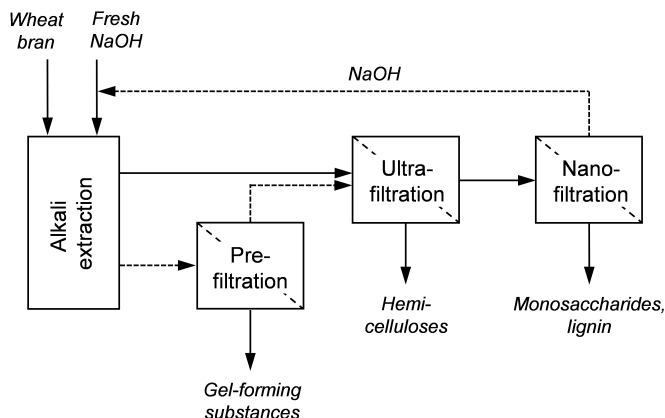 Wheat
bran
Fresh
NaOH
NaOH
Alkali
extraction
Ultra-
filtration
Nano-
filtration
Pre-
filtration
Hemi-
celluloses
Monosaccharides,
lignin
Gel-forming
substances